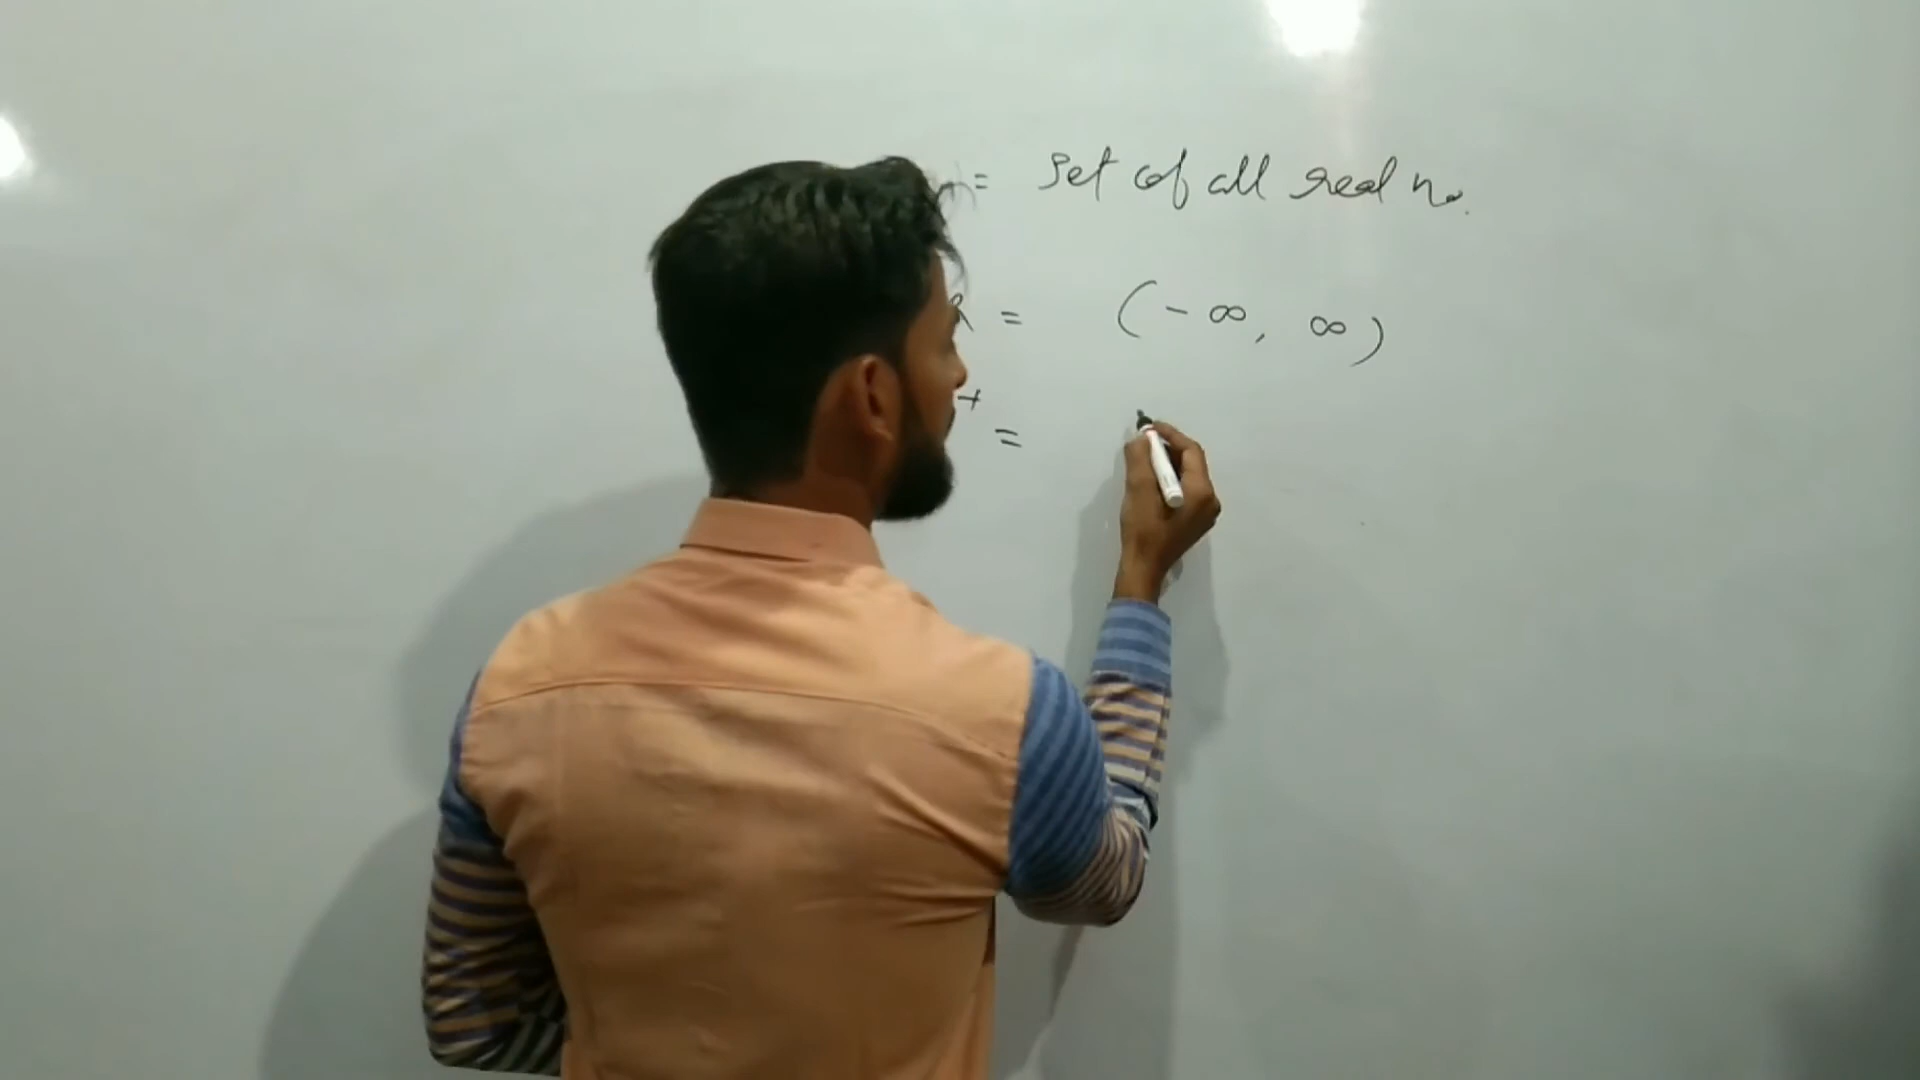 = Set of all real no.
R = (-∞, ∞)
+ =